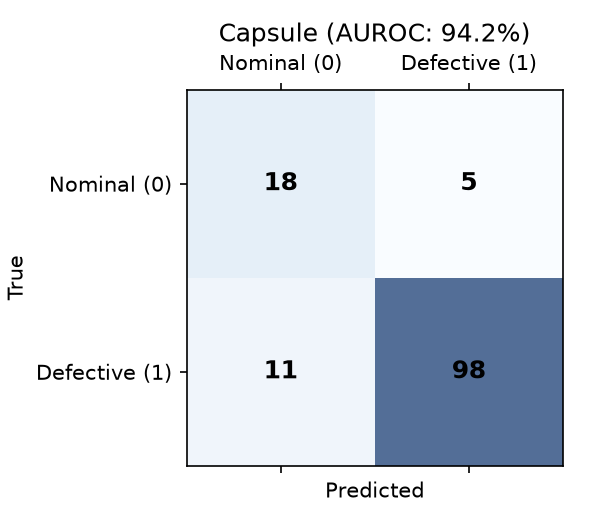 Capsule (AUROC: 94.2%)
Nominal (0) Defective (1)
Nominal (0) 18 5
True
Defective (1) 11 98
Predicted